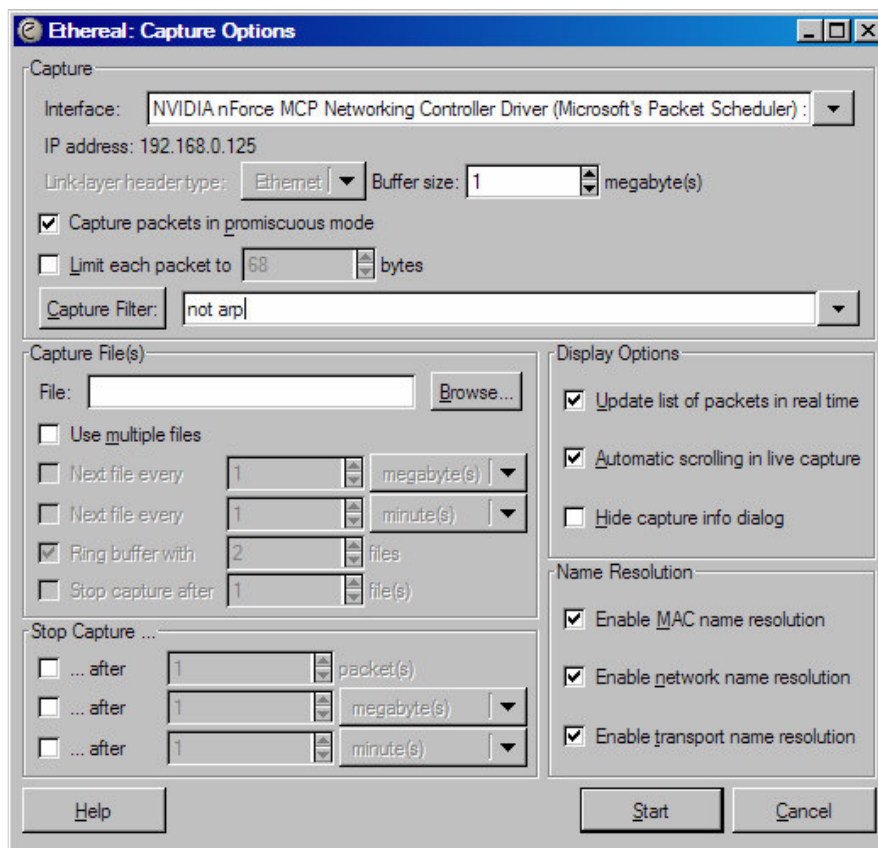 Ethereal: Capture Options
Capture
Interface: NVIDIA nForce MCP Networking Controller Driver (Microsoft's Packet Scheduler) :
IP address: 192.168.0.125
Link-layer header type: Ethernet Buffer size: 1 megabyte(s)
Capture packets in promiscuous mode
Limit each packet to 68 bytes
Capture Filter: not arp
Capture File(s)
File: Browse...
Use multiple files
Next file every 1 megabyte(s)
Next file every 1 minute(s)
Ring buffer with 2 files
Stop capture after 1 file(s)
Stop Capture ...
... after 1 packet(s)
... after 1 megabyte(s)
... after 1 minute(s)
Display Options
Update list of packets in real time
Automatic scrolling in live capture
Hide capture info dialog
Name Resolution
Enable MAC name resolution
Enable network name resolution
Enable transport name resolution
Help Start Cancel